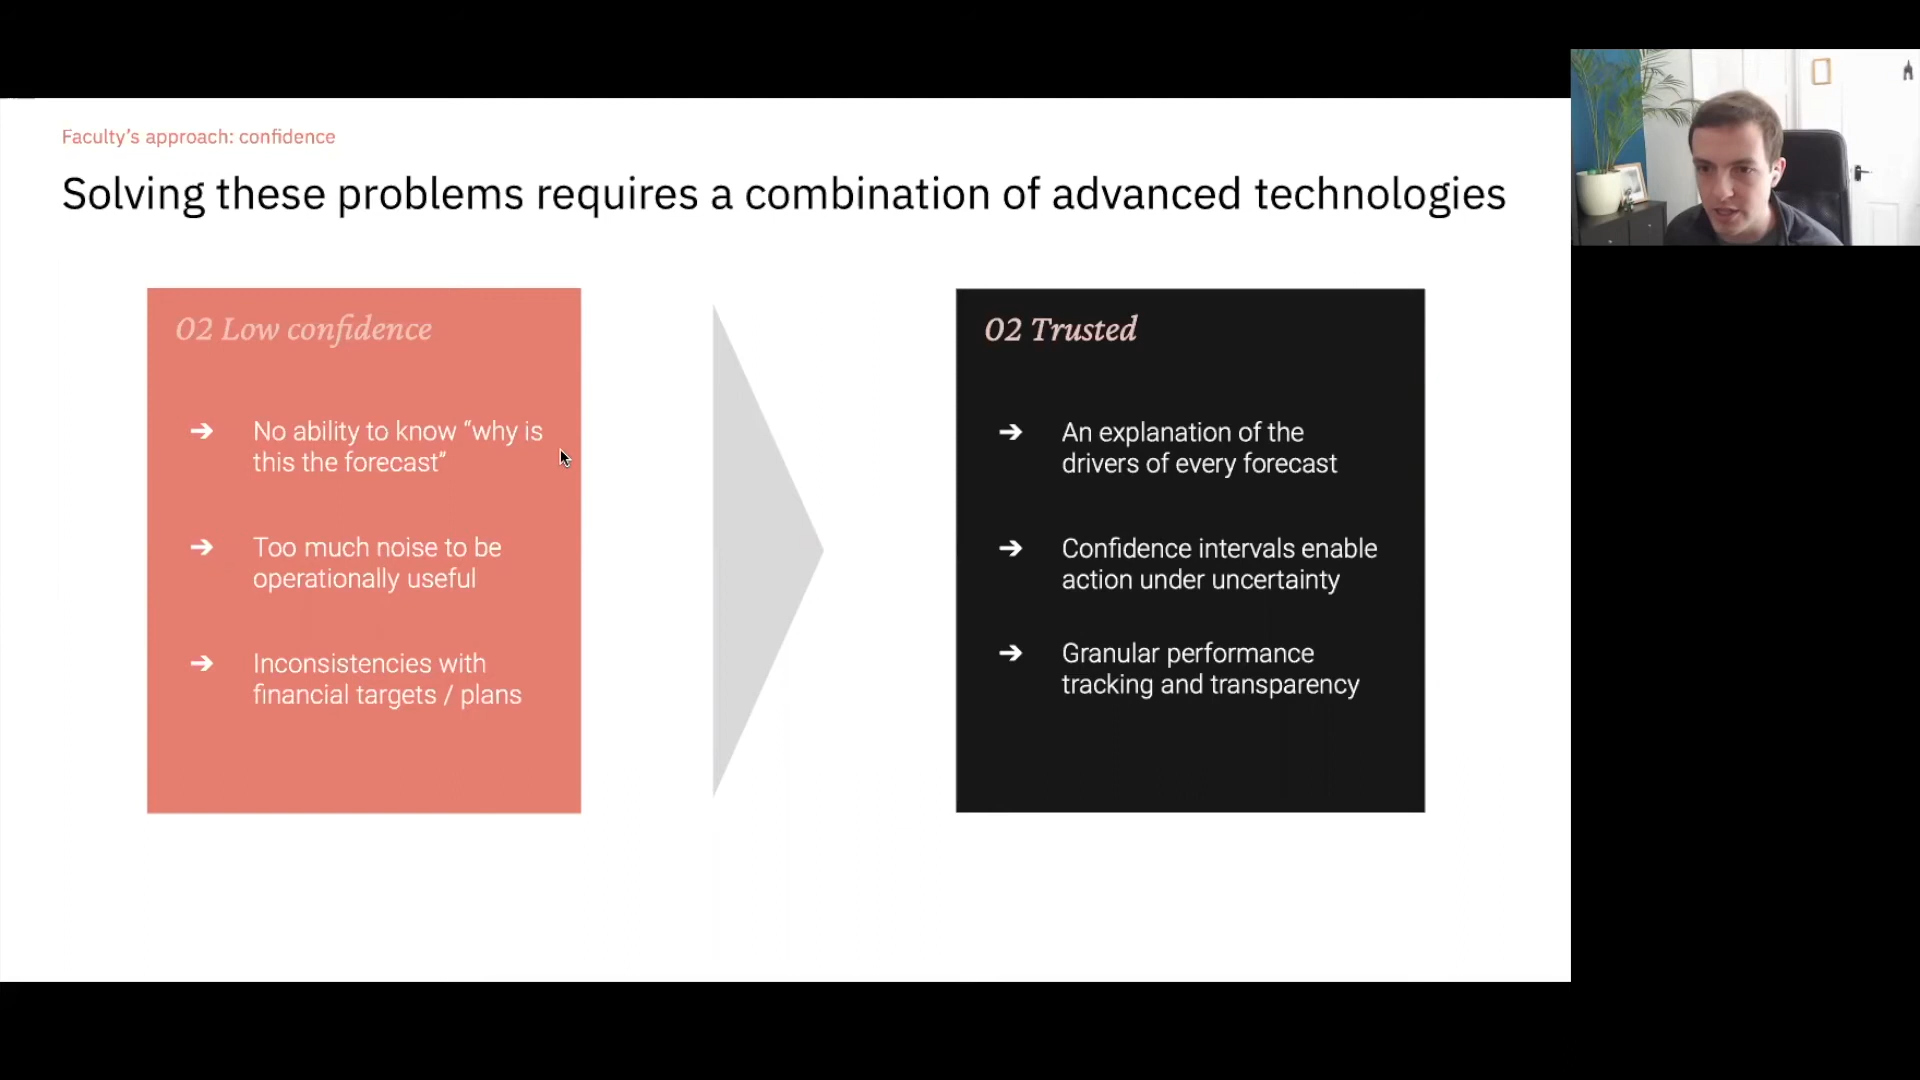 Faculty’s approach: confidence
Solving these problems requires a combination of advanced technologies
02 Low confidence
➔ No ability to know “why is
this the forecast”
➔ Too much noise to be
operationally useful
➔ Inconsistencies with
financial targets / plans
02 Trusted
➔ An explanation of the
drivers of every forecast
➔ Confidence intervals enable
action under uncertainty
➔ Granular performance
tracking and transparency